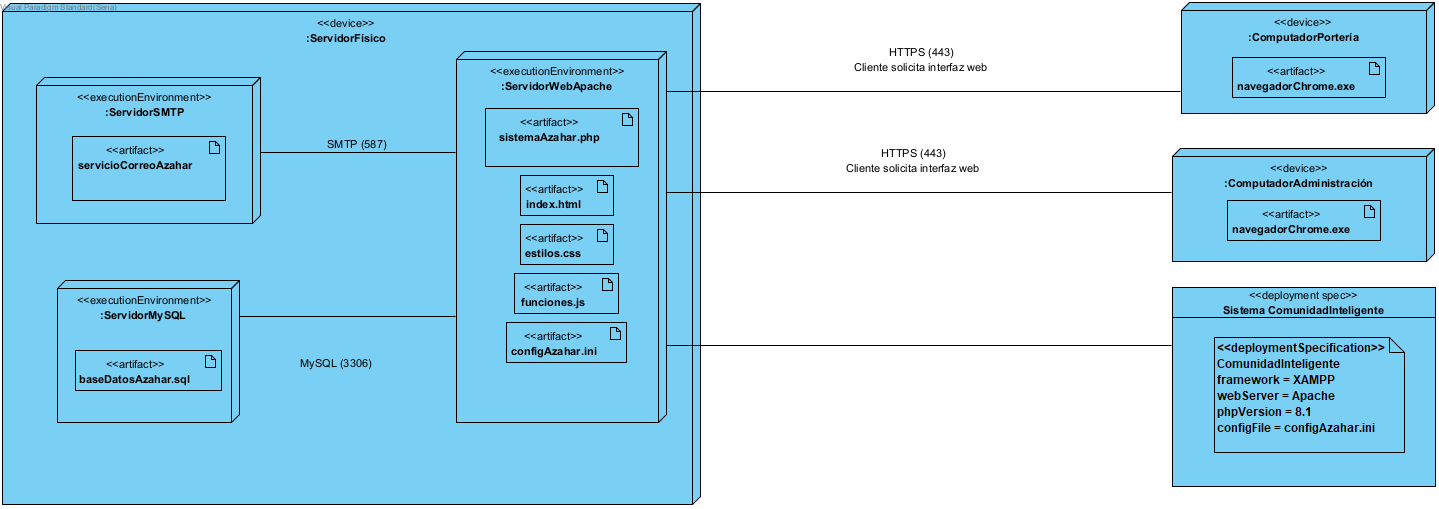 Visual Paradigm Standard(Sena)
<<device>>
:ServidorFísico
<<executionEnvironment>>
:ServidorSMTP
<<artifact>>
servicioCorreoAzahar
SMTP (587)
<<executionEnvironment>>
:ServidorMySQL
<<artifact>>
baseDatosAzahar.sql
MySQL (3306)
<<executionEnvironment>>
:ServidorWebApache
<<artifact>>
sistemaAzahar.php
<<artifact>>
index.html
<<artifact>>
estilos.css
<<artifact>>
funciones.js
<<artifact>>
configAzahar.ini
HTTPS (443)
Cliente solicita interfaz web
HTTPS (443)
Cliente solicita interfaz web
<<device>>
:ComputadorPortería
<<artifact>>
navegadorChrome.exe
<<device>>
:ComputadorAdministración
<<artifact>>
navegadorChrome.exe
<<deployment spec>>
Sistema ComunidadInteligente
<<deploymentSpecification>>
ComunidadInteligente
framework = XAMPP
webServer = Apache
phpVersion = 8.1
configFile = configAzahar.ini